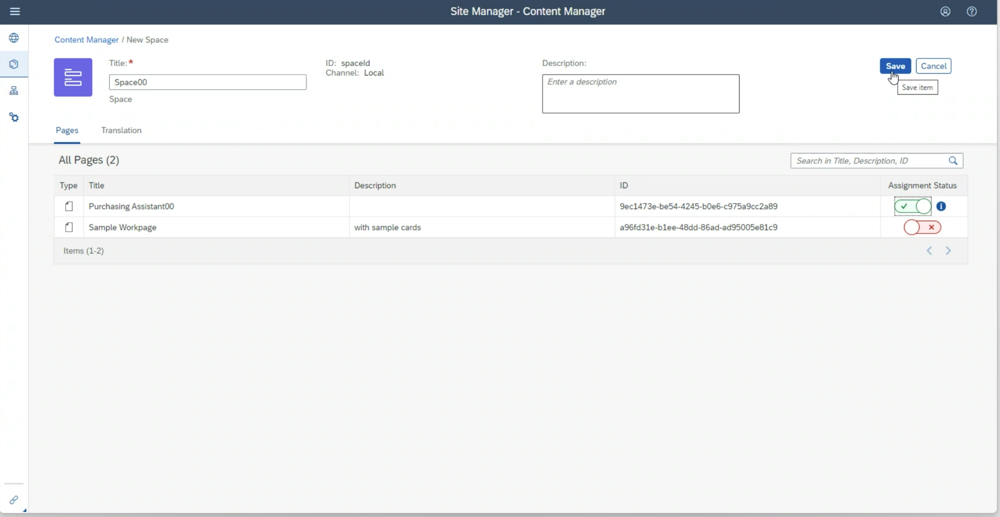 Site Manager - Content Manager
Content Manager / New Space
Title:*
Space00
Space
ID: spaceId
Channel: Local
Description:
Enter a description
Save
Cancel
Save item
Pages
Translation
All Pages (2)
Search in Title, Description, ID
Type Title Description ID Assignment Status
Purchasing Assistant00 9ec1473e-be54-4245-b0e6-c975a9cc2a89
Sample Workpage with sample cards a96fd31e-b1ee-48dd-86ad-ad95005e81c9
Items (1-2)